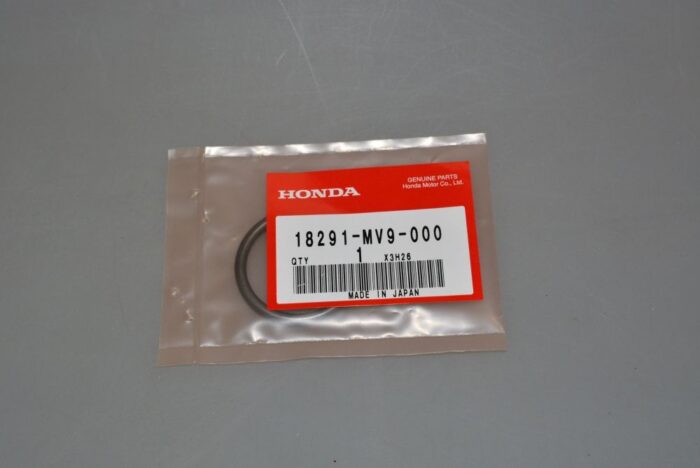 HONDA
GENUINE PARTS
Honda Motor Co., Ltd.
18291-MV9-000
QTY 1 X3H26
MADE IN JAPAN